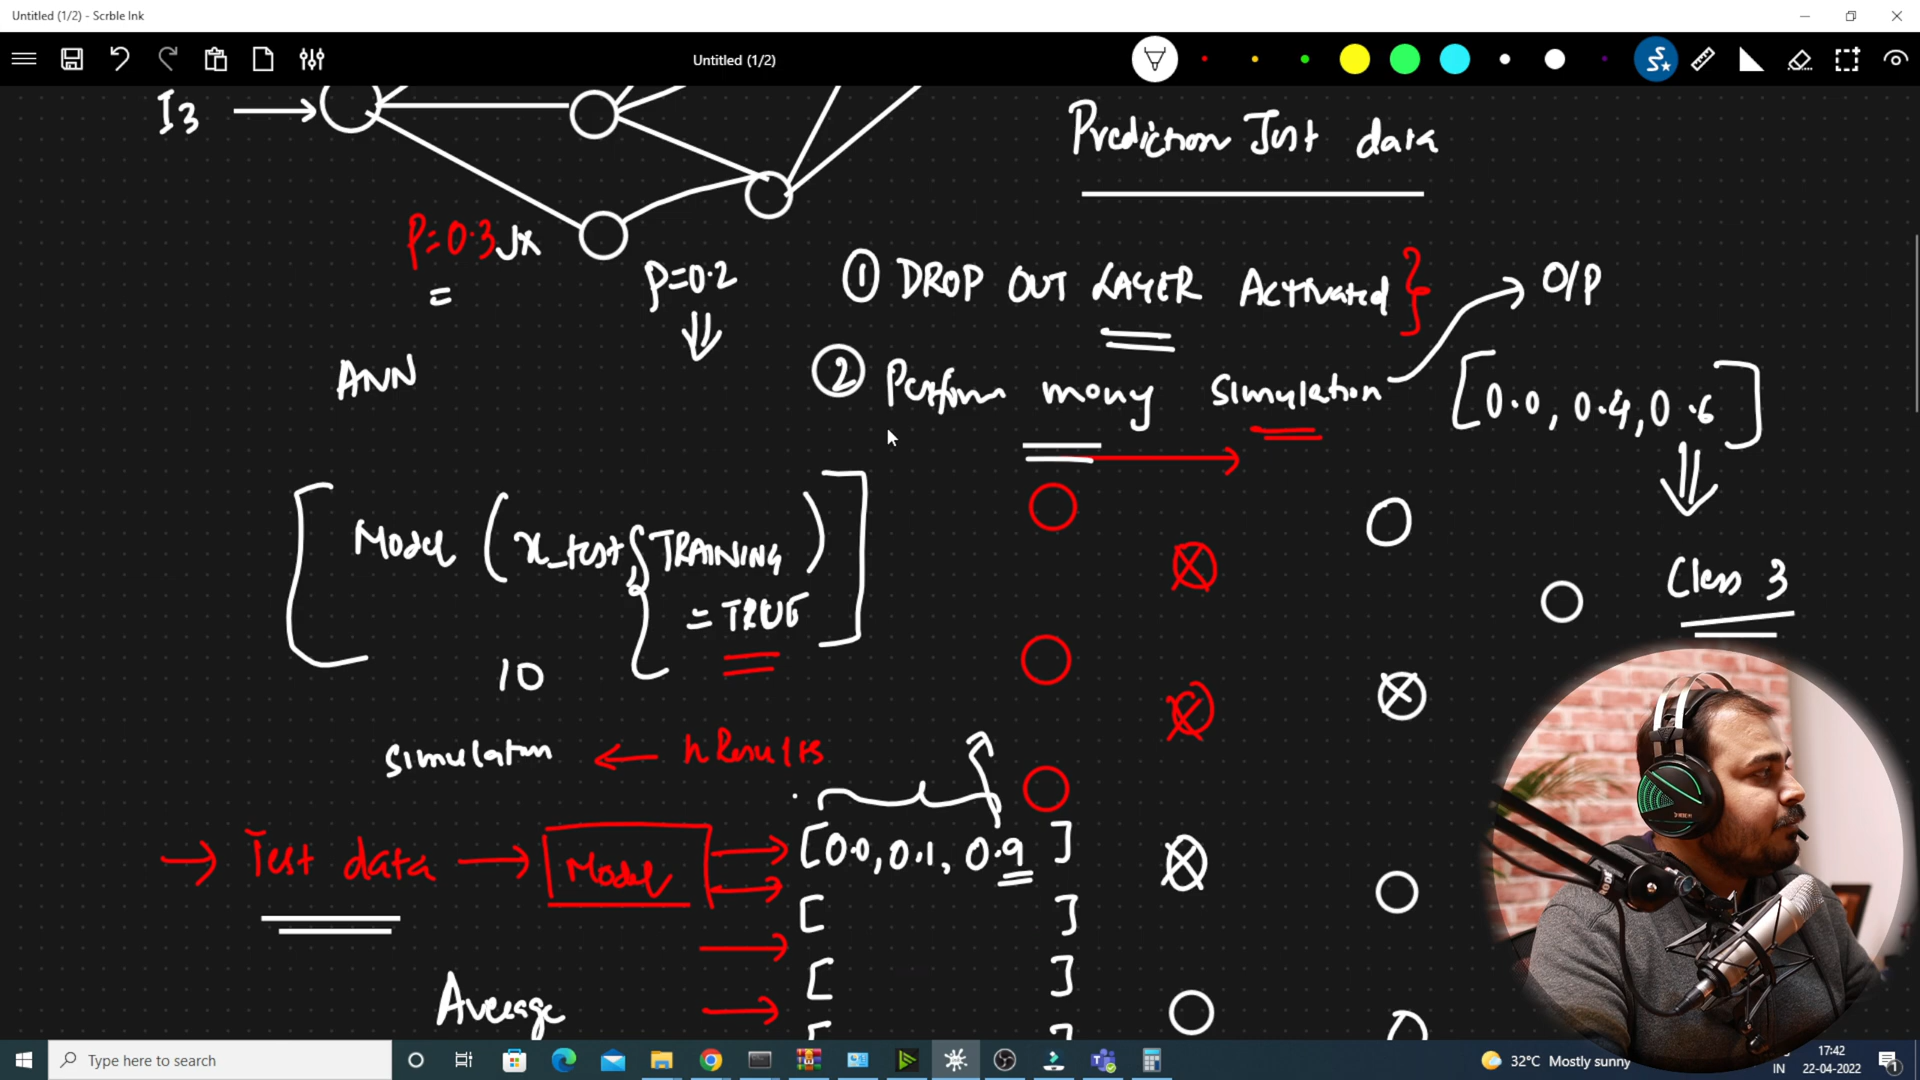 Untitled (1/2) - Scrble Ink
Untitled (1/2)
I3
Prediction Test data
P=0.3
P=0.2
① DROP OUT LAYER Activated
O/P
ANN
② Perform many Simulation
[0.0, 0.4, 0.6]
Model (x_test, TRAINING
= TRUE
)
Class 3
10
Simulation
n Results
Test data
Model
[0.0, 0.1, 0.9]
[ ]
[ ]
Average
Type here to search
32°C Mostly sunny
IN
17:42
22-04-2022